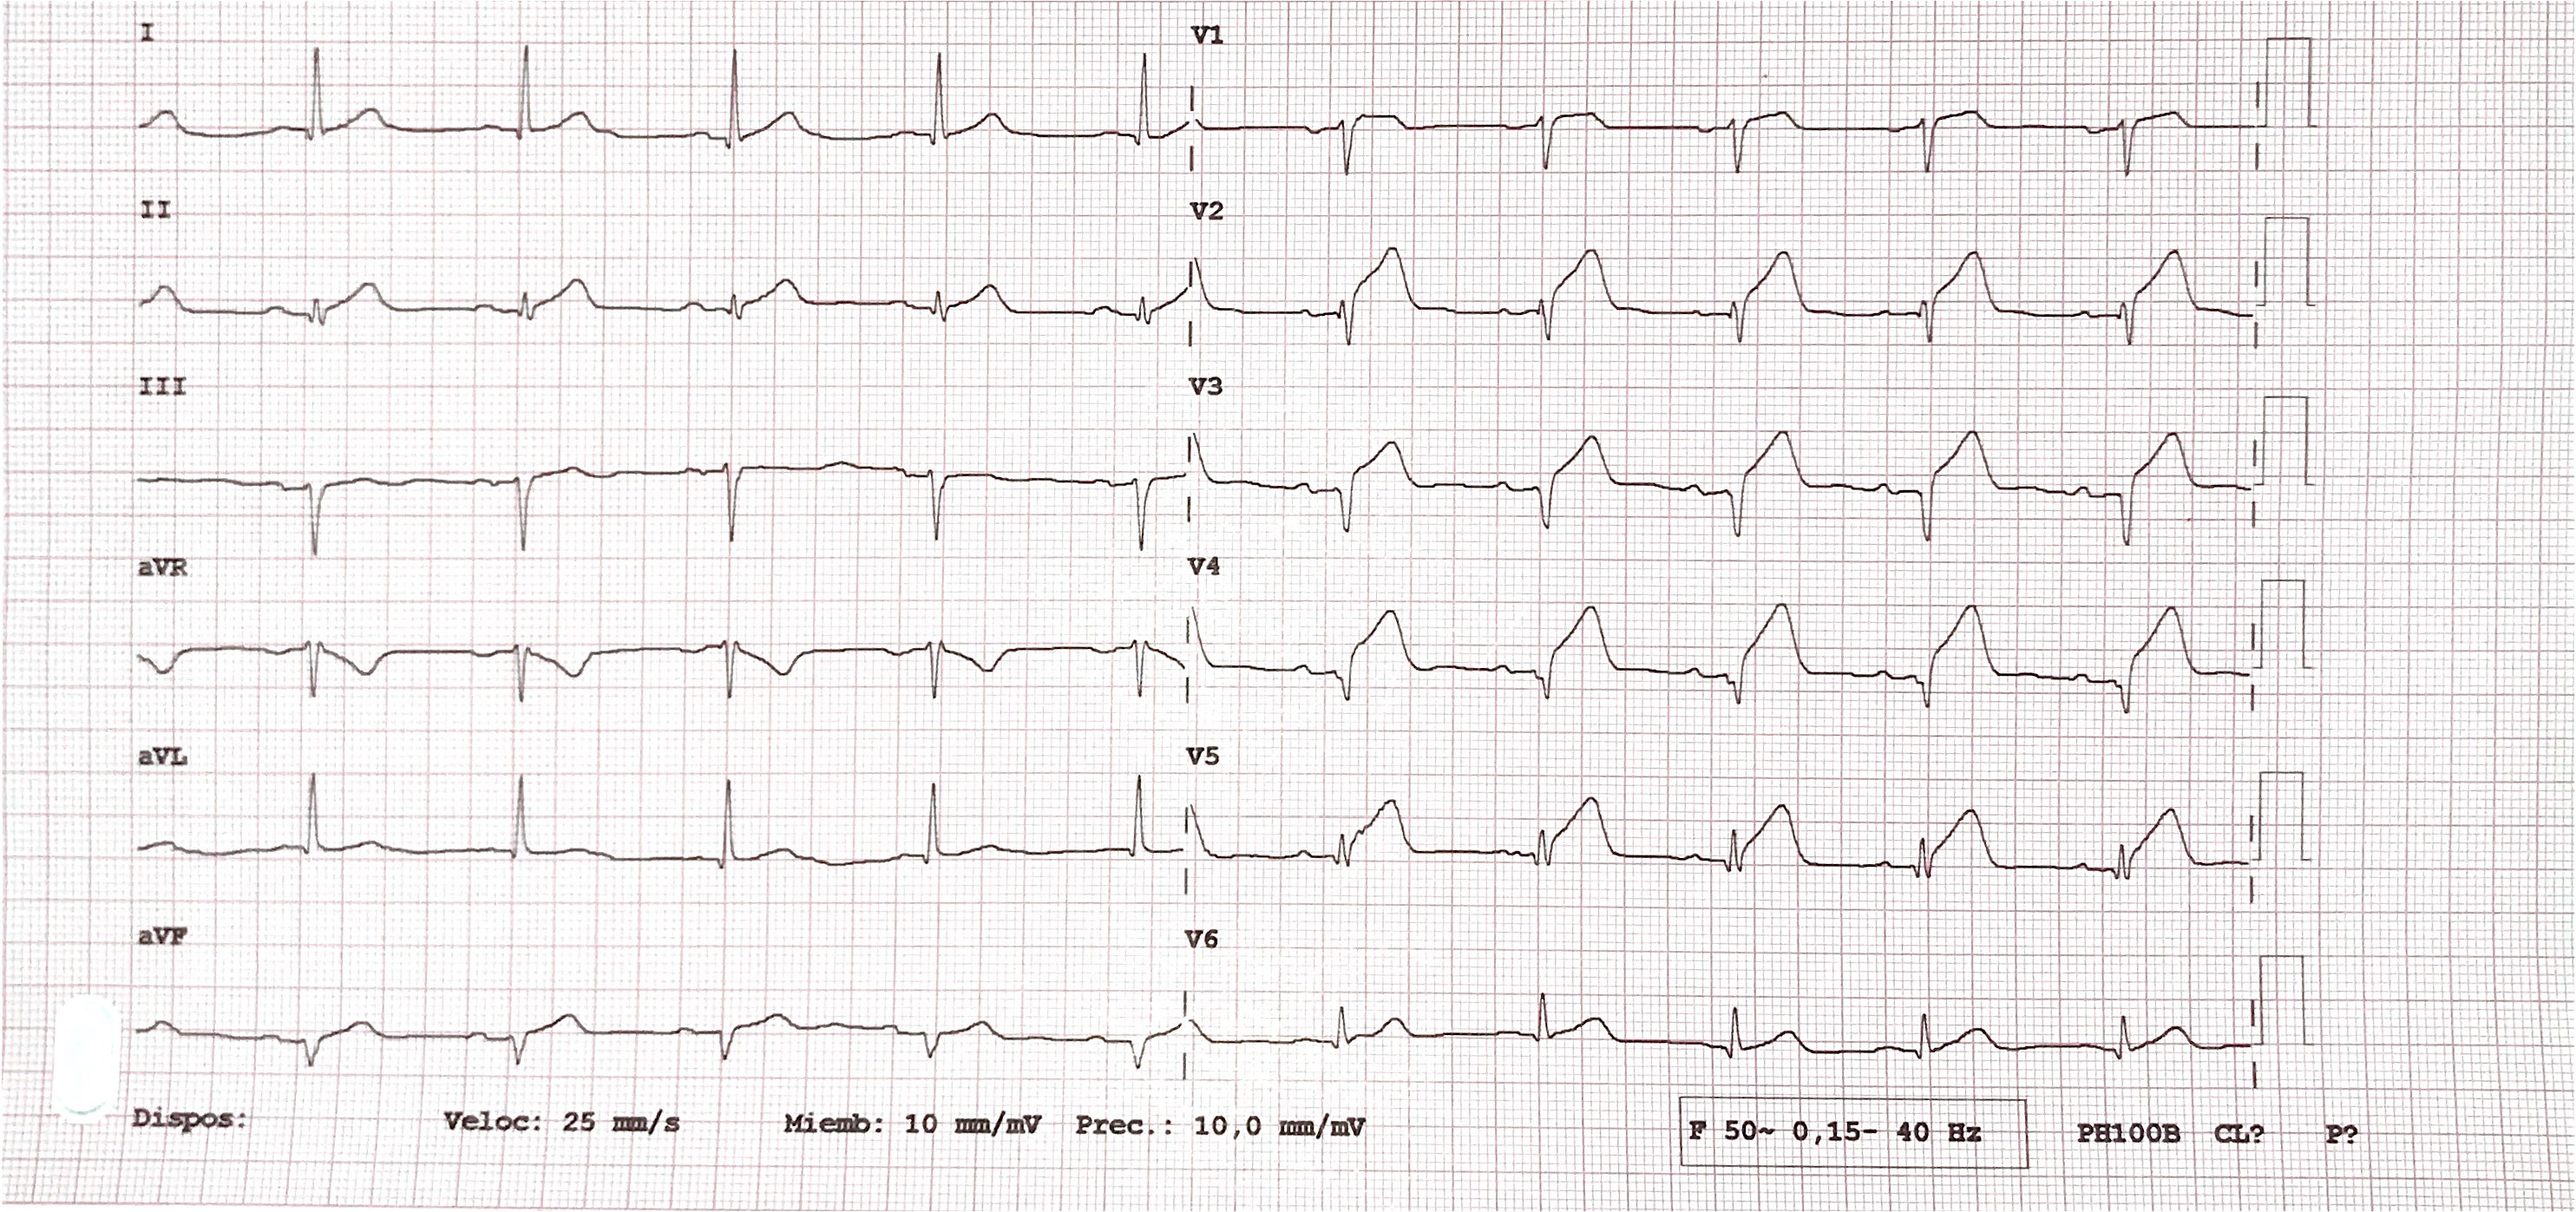 I
V1
II
V2
III
V3
aVR
V4
aVL
V5
aVF
V6
Dispos: Veloc: 25 mm/s Miemb: 10 mm/mV Prec.: 10,0 mm/mV F 50~ 0,15- 40 Hz PH100B CL? P?